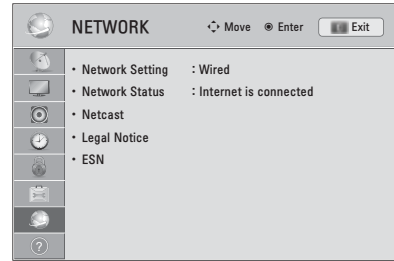 NETWORK Move Enter Exit
• Network Setting : Wired
• Network Status : Internet is connected
• Netcast
• Legal Notice
• ESN
?